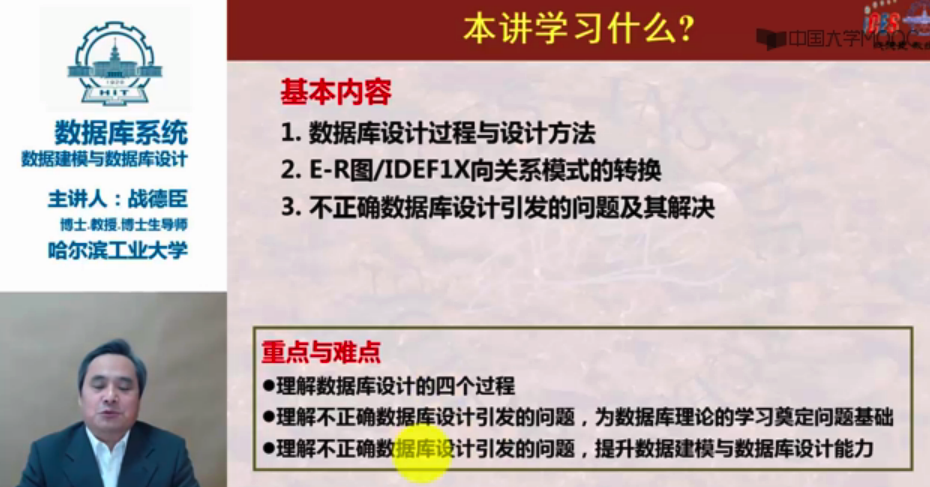 本讲学习什么?
中国大学MOOC
HIT
数据库系统
数据建模与数据库设计
主讲人：战德臣
博士.教授.博士生导师
哈尔滨工业大学
基本内容
1. 数据库设计过程与设计方法
2. E-R图/IDEF1X向关系模式的转换
3. 不正确数据库设计引发的问题及其解决
重点与难点
●理解数据库设计的四个过程
●理解不正确数据库设计引发的问题，为数据库理论的学习奠定问题基础
●理解不正确数据库设计引发的问题，提升数据建模与数据库设计能力